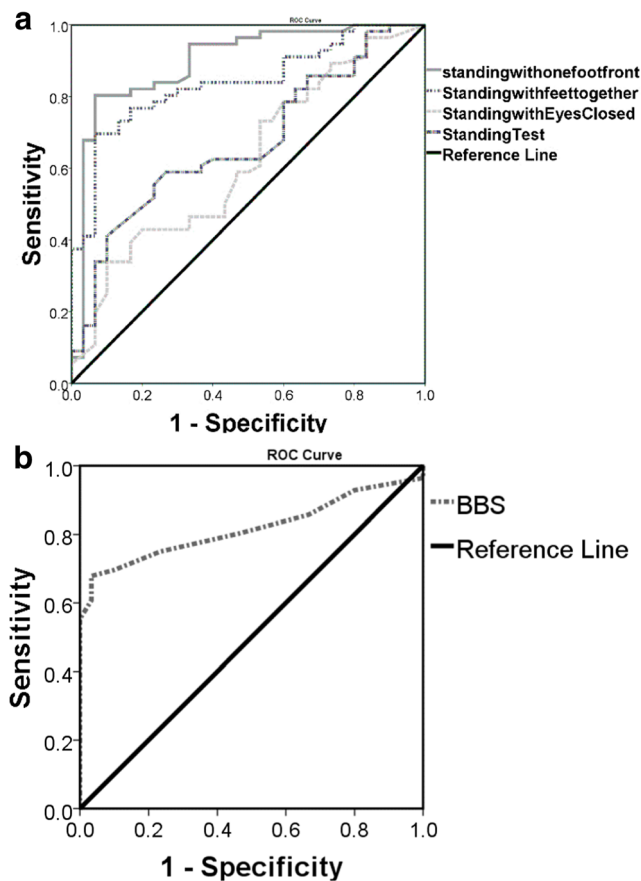 a
ROC Curve
1.0
0.8
0.6
0.4
0.2
0.0
Sensitivity
0.0 0.2 0.4 0.6 0.8 1.0
1 - Specificity
standingwithonefootfront
Standingwithfeettogether
StandingwithEyesClosed
StandingTest
Reference Line
b
ROC Curve
1.0
0.8
0.6
0.4
0.2
0.0
Sensitivity
0.0 0.2 0.4 0.6 0.8 1.0
1 - Specificity
BBS
Reference Line